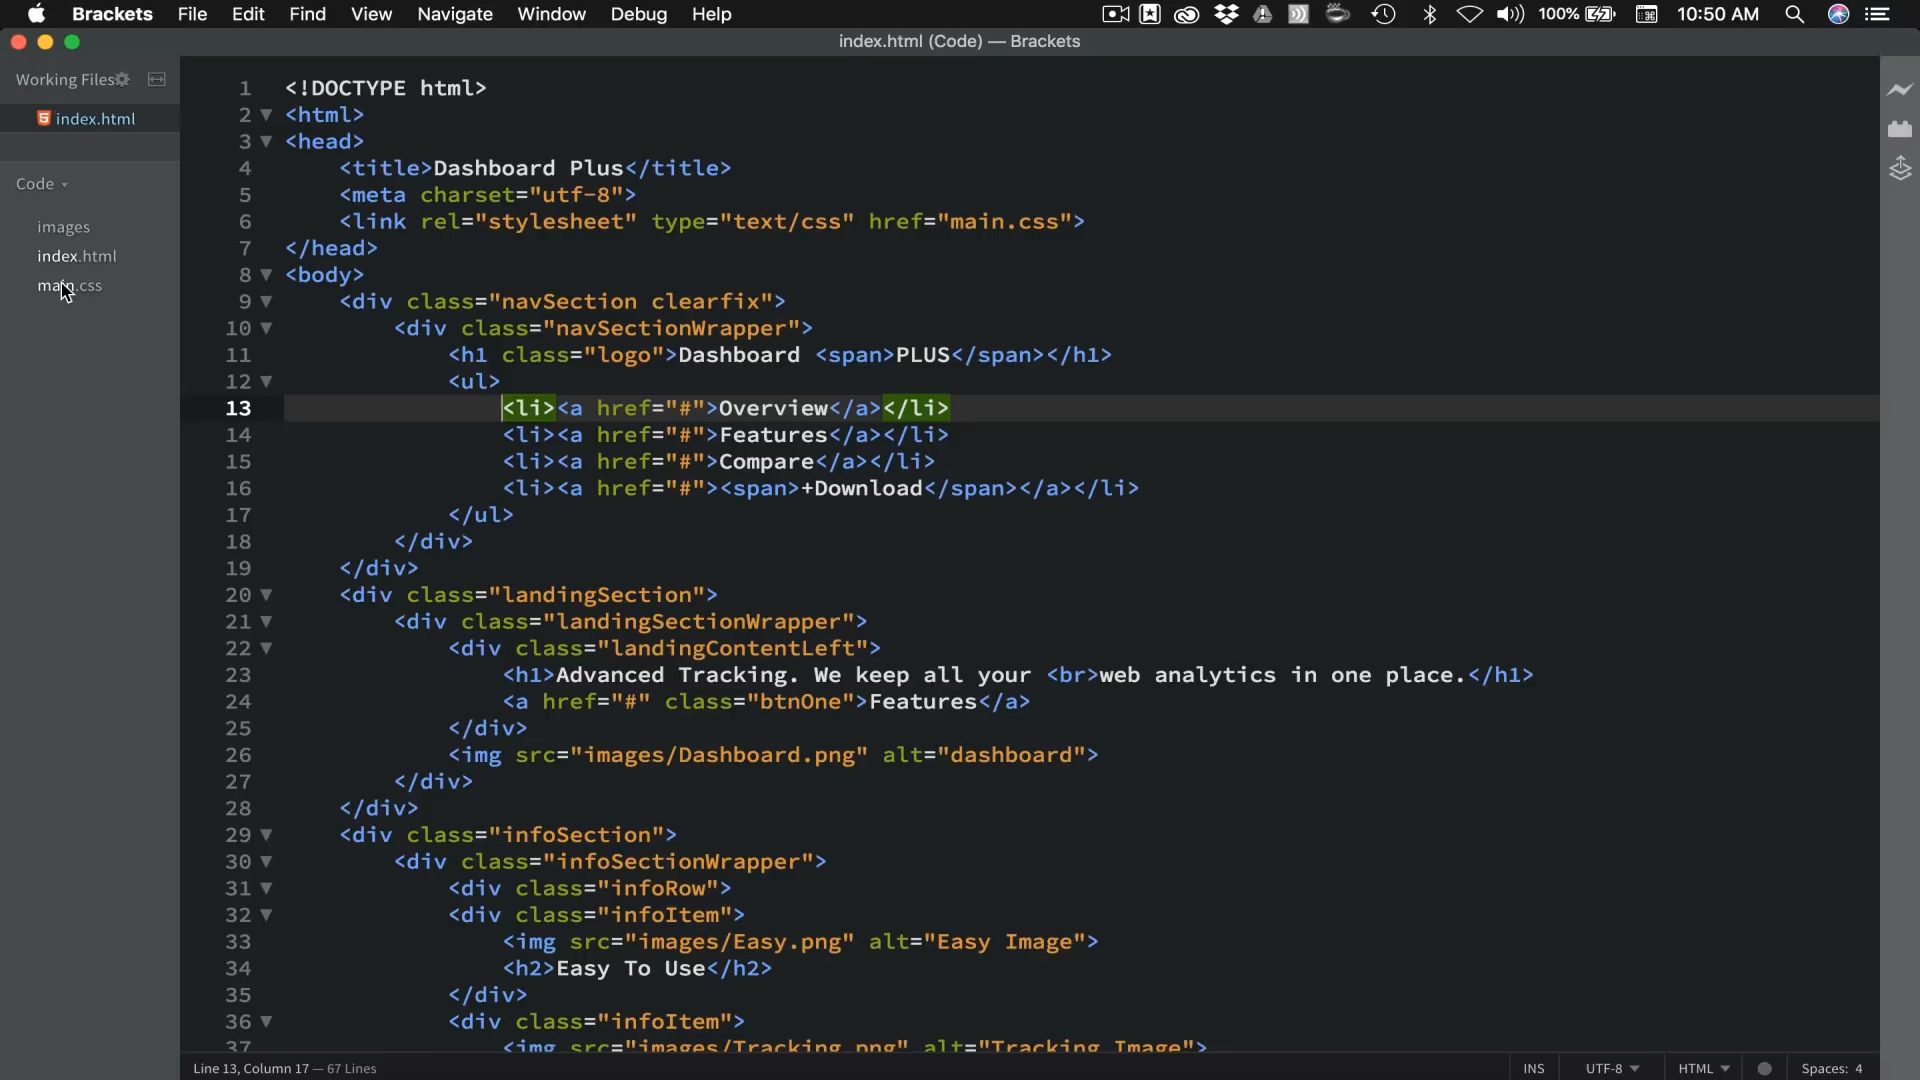 Brackets File Edit Find View Navigate Window Debug Help 100% 10:50 AM
index.html (Code) — Brackets
Working Files
index.html
Code
images
index.html
main.css
1 <!DOCTYPE html>
2 <html>
3 <head>
4 <title>Dashboard Plus</title>
5 <meta charset="utf-8">
6 <link rel="stylesheet" type="text/css" href="main.css">
7 </head>
8 <body>
9 <div class="navSection clearfix">
10 <div class="navSectionWrapper">
11 <h1 class="logo">Dashboard <span>PLUS</span></h1>
12 <ul>
13 <li><a href="#">Overview</a></li>
14 <li><a href="#">Features</a></li>
15 <li><a href="#">Compare</a></li>
16 <li><a href="#"><span>+Download</span></a></li>
17 </ul>
18 </div>
19 </div>
20 <div class="landingSection">
21 <div class="landingSectionWrapper">
22 <div class="landingContentLeft">
23 <h1>Advanced Tracking. We keep all your <br>web analytics in one place.</h1>
24 <a href="#" class="btnOne">Features</a>
25 </div>
26 <img src="images/Dashboard.png" alt="dashboard">
27 </div>
28 </div>
29 <div class="infoSection">
30 <div class="infoSectionWrapper">
31 <div class="infoRow">
32 <div class="infoItem">
33 <img src="images/Easy.png" alt="Easy Image">
34 <h2>Easy To Use</h2>
35 </div>
36 <div class="infoItem">
37 <img src="images/Tracking.png" alt="Tracking Image">
Line 13, Column 17 — 67 Lines INS UTF-8 HTML Spaces: 4